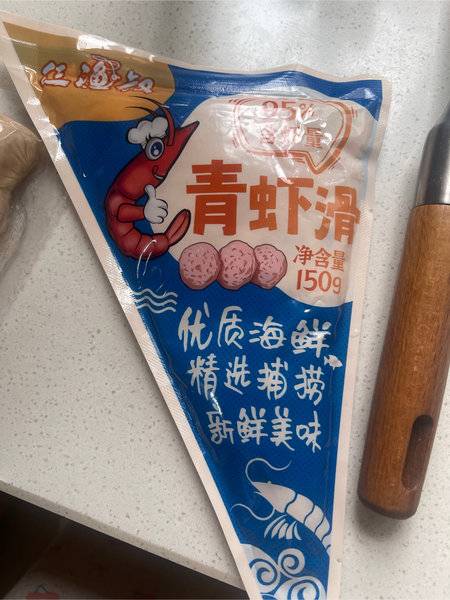 95%
青虾滑
净含量
150g
优质海鲜
精选捕捞
新鲜美味